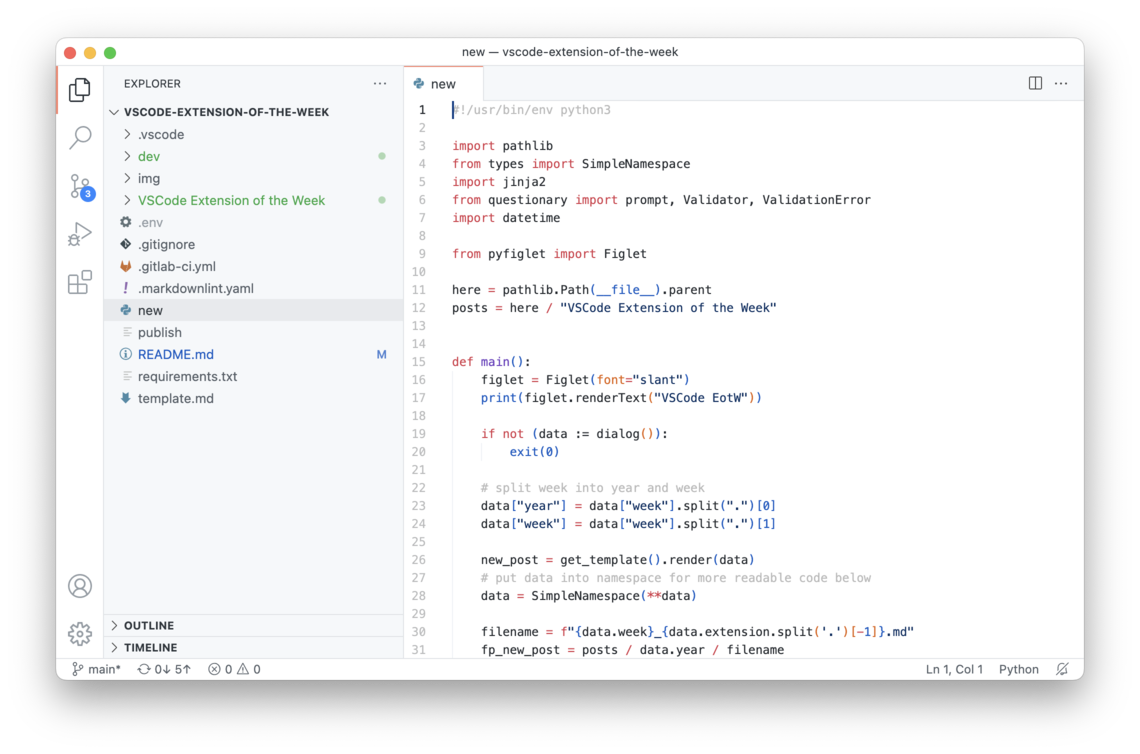 new — vscode-extension-of-the-week
EXPLORER
VSCODE-EXTENSION-OF-THE-WEEK
.vscode
dev
img
VSCode Extension of the Week
.env
.gitignore
.gitlab-ci.yml
.markdownlint.yaml
new
publish
README.md M
requirements.txt
template.md
OUTLINE
TIMELINE
3
new
1 #!/usr/bin/env python3
2
3 import pathlib
4 from types import SimpleNamespace
5 import jinja2
6 from questionary import prompt, Validator, ValidationError
7 import datetime
8
9 from pyfiglet import Figlet
10
11 here = pathlib.Path(__file__).parent
12 posts = here / "VSCode Extension of the Week"
13
14
15 def main():
16     figlet = Figlet(font="slant")
17     print(figlet.renderText("VSCode EotW"))
18
19     if not (data := dialog()):
20         exit(0)
21
22     # split week into year and week
23     data["year"] = data["week"].split(".")[0]
24     data["week"] = data["week"].split(".")[1]
25
26     new_post = get_template().render(data)
27     # put data into namespace for more readable code below
28     data = SimpleNamespace(**data)
29
30     filename = f"{data.week}_{data.extension.split('.')[-1]}.md"
31     fp_new_post = posts / data.year / filename
main* 0↓ 5↑ 0 0 Ln 1, Col 1 Python